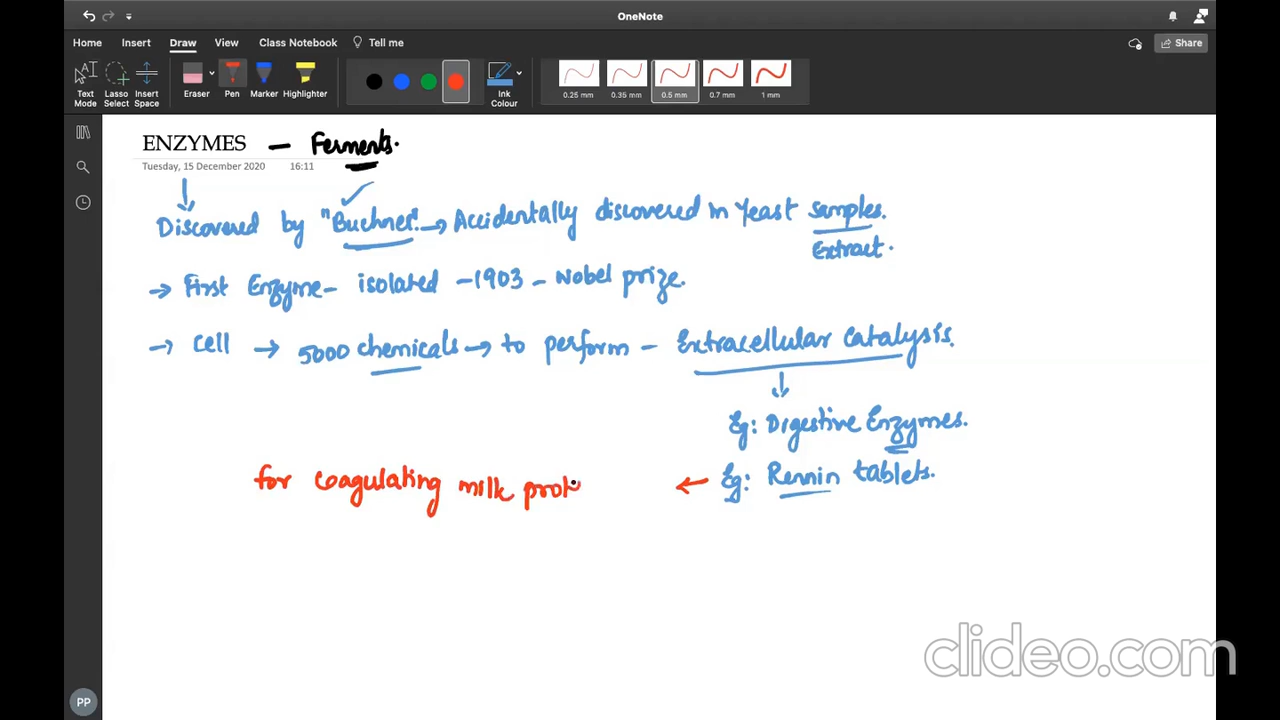 OneNote
Home Insert Draw View Class Notebook Tell me
Share
Text Mode
Lasso Select
Insert Space
Eraser
Pen
Marker
Highlighter
Ink Colour
0.25 mm
0.35 mm
0.5 mm
0.7 mm
1 mm
ENZYMES — Ferments.
Tuesday, 15 December 2020 16:11
Discovered by "Buchner". → Accidentally discovered in Yeast samples.
Extract.
→ First Enzyme – isolated – 1903 – Nobel prize.
→ Cell → 5000 chemicals → to perform – Extracellular catalysis.
Eg: Digestive Enzymes.
for coagulating milk prot ← Eg: Rennin tablets.
PP
clideo.com